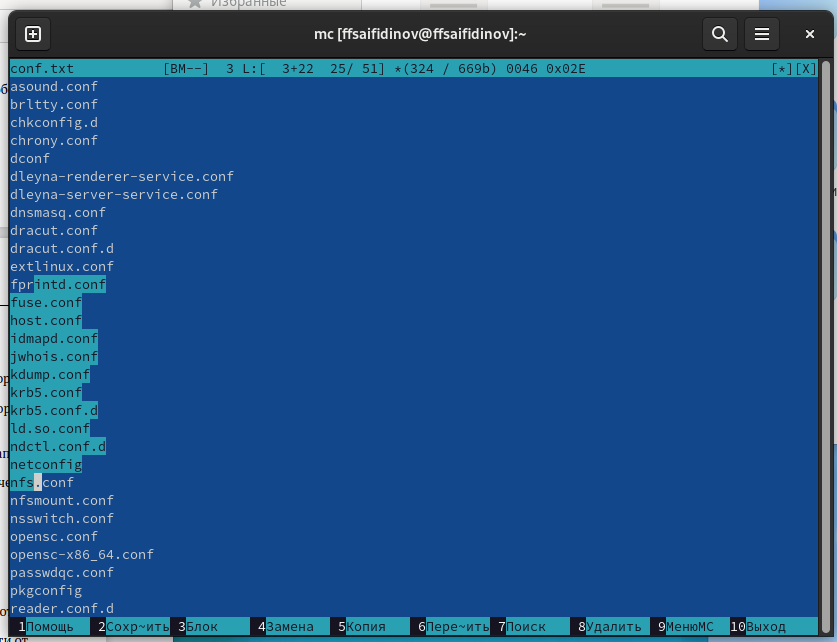 Избранные
mc [ffsaifidinov@ffsaifidinov]:~
conf.txt [BM--] 3 L:[ 3+22 25/ 51] *(324 / 669b) 0046 0x02E [*][X]
asound.conf
brltty.conf
chkconfig.d
chrony.conf
dconf
dleyna-renderer-service.conf
dleyna-server-service.conf
dnsmasq.conf
dracut.conf
dracut.conf.d
extlinux.conf
fprintd.conf
fuse.conf
host.conf
idmapd.conf
jwhois.conf
kdump.conf
krb5.conf
krb5.conf.d
ld.so.conf
ndctl.conf.d
netconfig
nfs.conf
nfsmount.conf
nsswitch.conf
opensc.conf
opensc-x86_64.conf
passwdqc.conf
pkgconfig
reader.conf.d
1Помощь 2Сохр~ить 3Блок 4Замена 5Копия 6Пере~ить 7Поиск 8Удалить 9МенюMC 10Выход